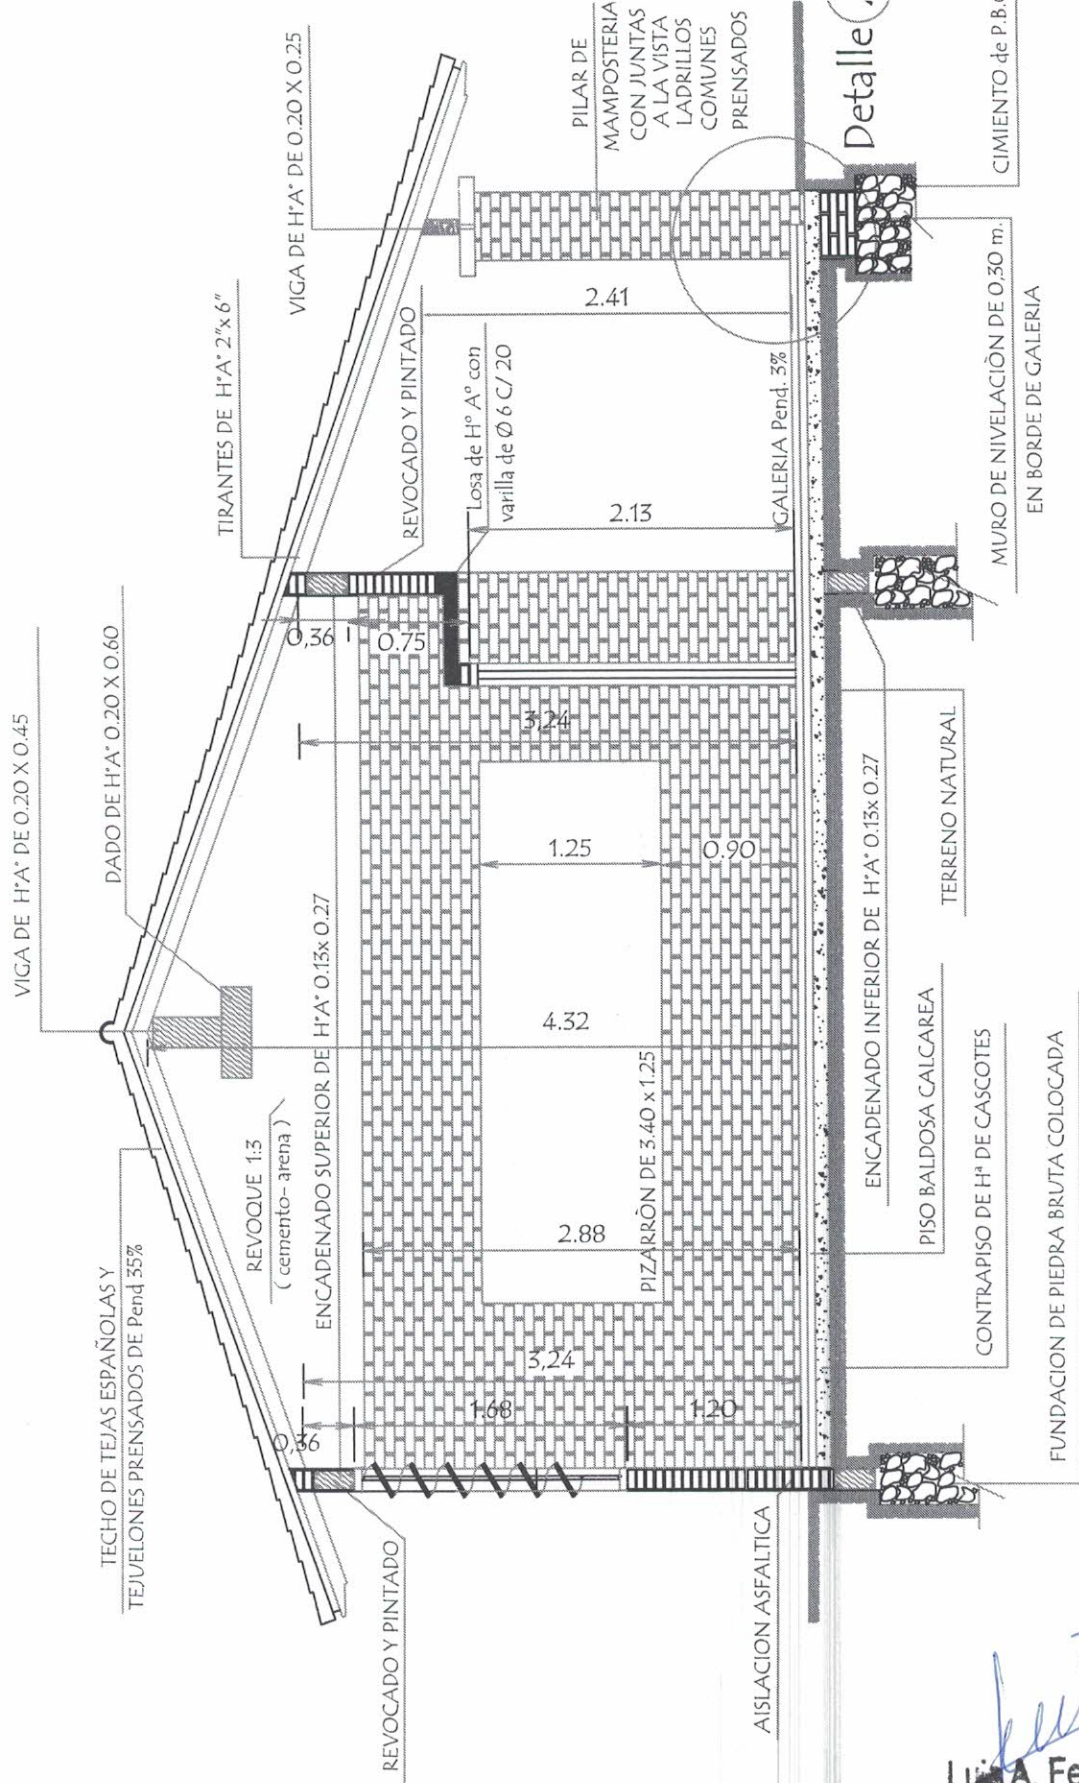 VIGA DE H°A° DE 0.20 X 0.45
DADO DE H°A° 0.20 X 0.60
TECHO DE TEJAS ESPAÑOLAS Y
TEJUELONES PRENSADOS DE Pend 35%
TIRANTES DE H°A° 2"x 6"
VIGA DE H°A° DE 0.20 X 0.25
REVOQUE 1:3
( cemento- arena )
ENCADENADO SUPERIOR DE H°A° 0.13x 0.27
REVOCADO Y PINTADO
REVOCADO Y PINTADO
Losa de H° A° con
varilla de Ø 6 C/ 20
PILAR DE
MAMPOSTERIA
CON JUNTAS
A LA VISTA
LADRILLOS
COMUNES
PRENSADOS
0,36
3,24
1.68
1.20
2.88
4.32
1.25
0.90
3,24
0,36
0.75
2.13
2.41
PIZARRÒN DE 3.40 x 1.25
GALERIA Pend. 3%
Detalle
AISLACION ASFALTICA
FUNDACION DE PIEDRA BRUTA COLOCADA
CONTRAPISO DE Hª DE CASCOTES
PISO BALDOSA CALCAREA
ENCADENADO INFERIOR DE H°A° 0.13x 0.27
TERRENO NATURAL
MURO DE NIVELACIÒN DE 0,30 m.
EN BORDE DE GALERIA
CIMIENTO de P.B.
Luis A. Fe